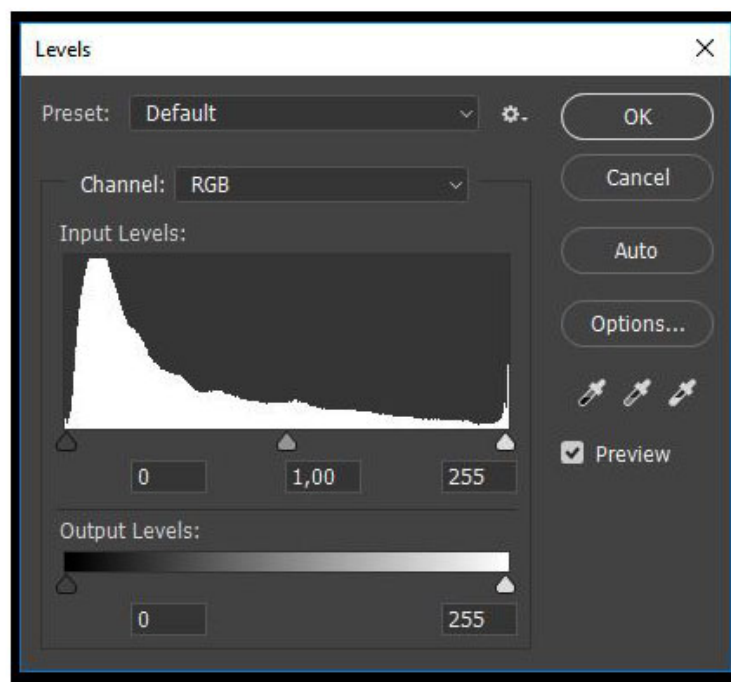 Levels
Preset: Default
OK
Channel: RGB
Cancel
Input Levels:
Auto
Options...
Preview
0 1,00 255
Output Levels:
0 255